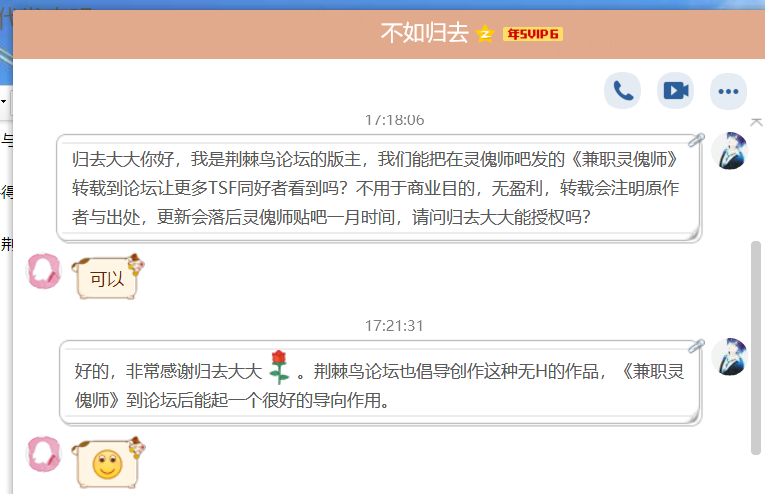 不如归去 年SVIP6
17:18:06
归去大大你好，我是荆棘鸟论坛的版主，我们能把在灵傀师吧发的《兼职灵傀师》
转载到论坛让更多TSF同好者看到吗？不用于商业目的，无盈利，转载会注明原作
者与出处，更新会落后灵傀师贴吧一月时间，请问归去大大能授权吗？
可以
17:21:31
好的，非常感谢归去大大 。荆棘鸟论坛也倡导创作这种无H的作品，《兼职灵
傀师》到论坛后能起一个很好的导向作用。
与
得
荆